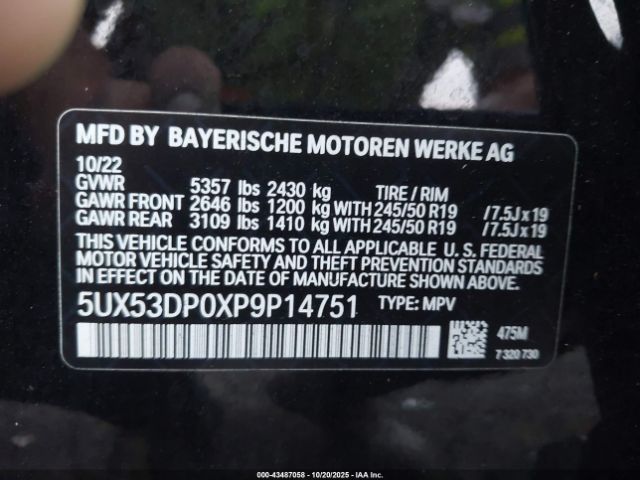 MFD BY BAYERISCHE MOTOREN WERKE AG
10/22
GVWR 5357 lbs 2430 kg TIRE / RIM
GAWR FRONT 2646 lbs 1200 kg WITH 245/50 R19 /7.5J x 19
GAWR REAR 3109 lbs 1410 kg WITH 245/50 R19 /7.5J x 19
THIS VEHICLE CONFORMS TO ALL APPLICABLE U. S. FEDERAL
MOTOR VEHICLE SAFETY AND THEFT PREVENTION STANDARDS
IN EFFECT ON THE DATE OF MANUFACTURE SHOWN ABOVE.
5UX53DP0XP9P14751 TYPE: MPV
475M
7 320 730
000-43487058 - 10/20/2025 - IAA Inc.